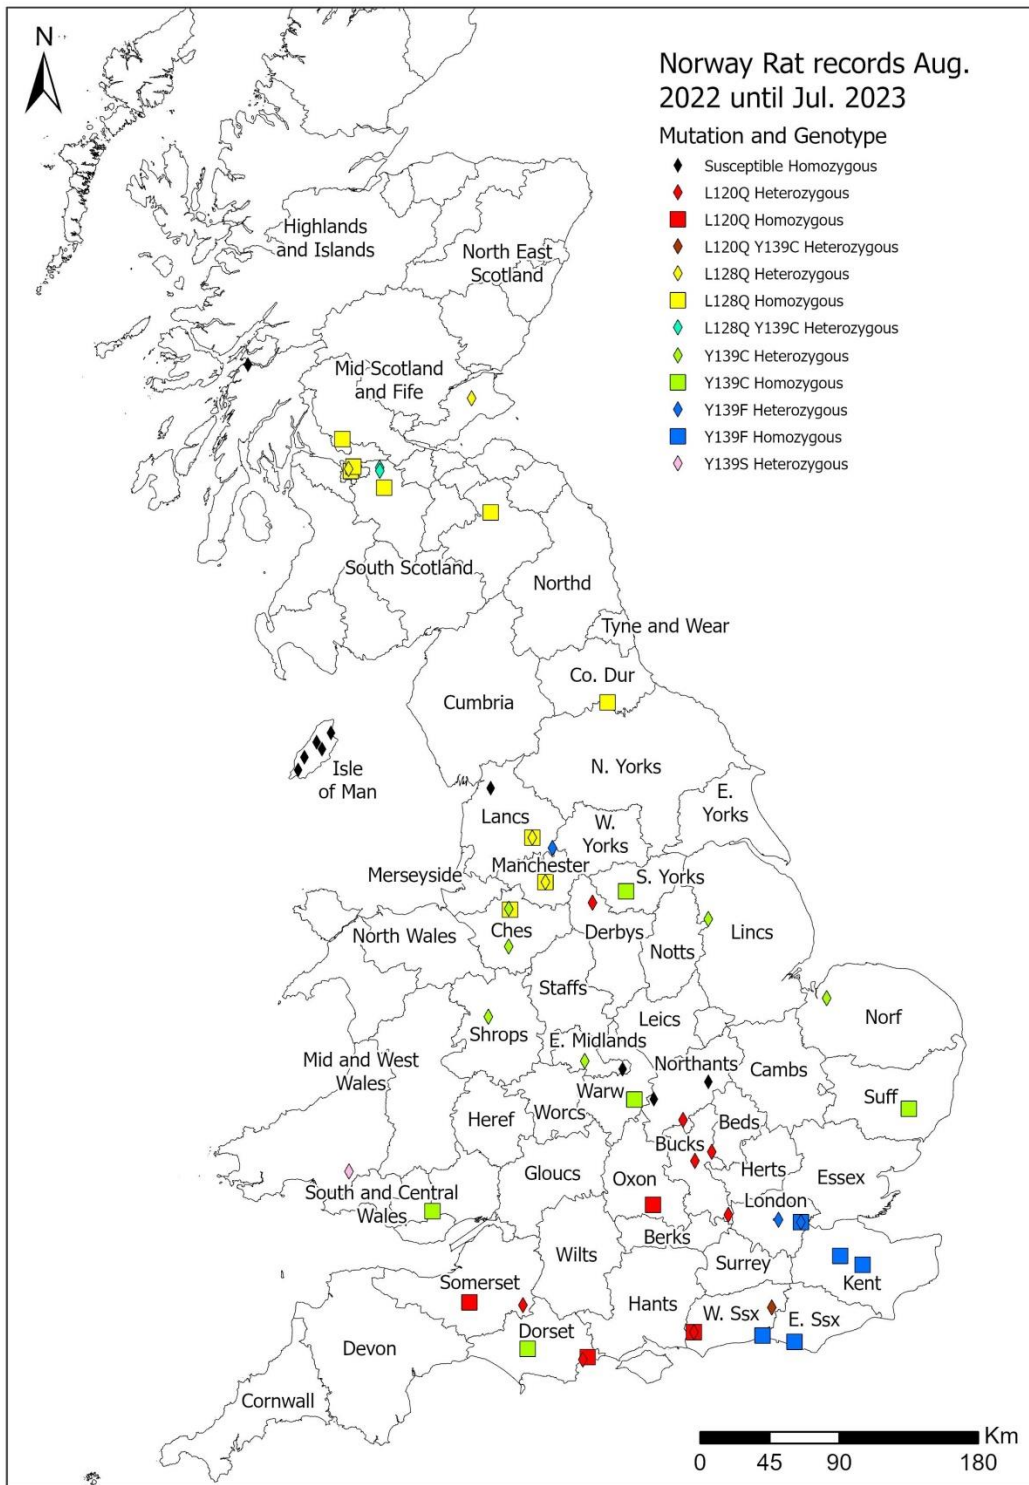 N
Norway Rat records Aug.
2022 until Jul. 2023
Mutation and Genotype
Susceptible Homozygous
L120Q Heterozygous
L120Q Homozygous
L120Q Y139C Heterozygous
L128Q Heterozygous
L128Q Homozygous
L128Q Y139C Heterozygous
Y139C Heterozygous
Y139C Homozygous
Y139F Heterozygous
Y139F Homozygous
Y139S Heterozygous
Highlands
and Islands
North East
Scotland
Mid Scotland
and Fife
South Scotland
Northd
Tyne and Wear
Co. Dur
Cumbria
N. Yorks
Isle
of Man
E.
Yorks
Lancs
W.
Yorks
Manchester
Merseyside
S. Yorks
Ches
Derbys
Lincs
North Wales
Notts
Staffs
Norf
Leics
Shrops
E. Midlands
Mid and West
Wales
Northants
Cambs
Warw
Suff
Heref
Worcs
Beds
Bucks
Gloucs
Oxon
Herts
Essex
South and Central
Wales
London
Berks
Wilts
Surrey
Kent
Somerset
Hants
W. Ssx
E. Ssx
Dorset
Devon
Cornwall
Km
0 45 90 180